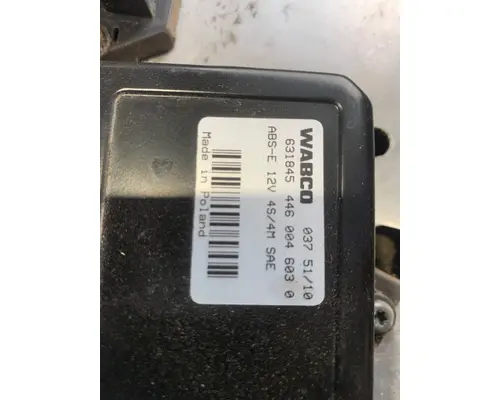 WABCO 037 51/10
631845 446 004 603 0
ABS-E 12V 4S/4M SAE
Made in Poland